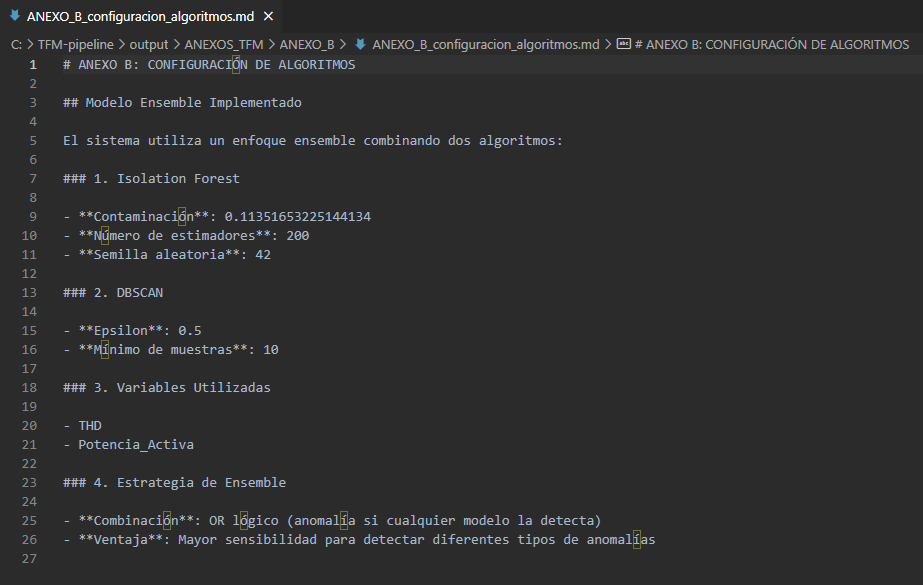 ANEXO_B_configuracion_algoritmos.md ×
C: > TFM-pipeline > output > ANEXOS_TFM > ANEXO_B > ANEXO_B_configuracion_algoritmos.md > abc # ANEXO B: CONFIGURACIÓN DE ALGORITMOS
1 # ANEXO B: CONFIGURACIÓN DE ALGORITMOS
2
3 ## Modelo Ensemble Implementado
4
5 El sistema utiliza un enfoque ensemble combinando dos algoritmos:
6
7 ### 1. Isolation Forest
8
9 - **Contaminación**: 0.11351653225144134
10 - **Número de estimadores**: 200
11 - **Semilla aleatoria**: 42
12
13 ### 2. DBSCAN
14
15 - **Epsilon**: 0.5
16 - **Mínimo de muestras**: 10
17
18 ### 3. Variables Utilizadas
19
20 - THD
21 - Potencia_Activa
22
23 ### 4. Estrategia de Ensemble
24
25 - **Combinación**: OR lógico (anomalía si cualquier modelo la detecta)
26 - **Ventaja**: Mayor sensibilidad para detectar diferentes tipos de anomalías
27